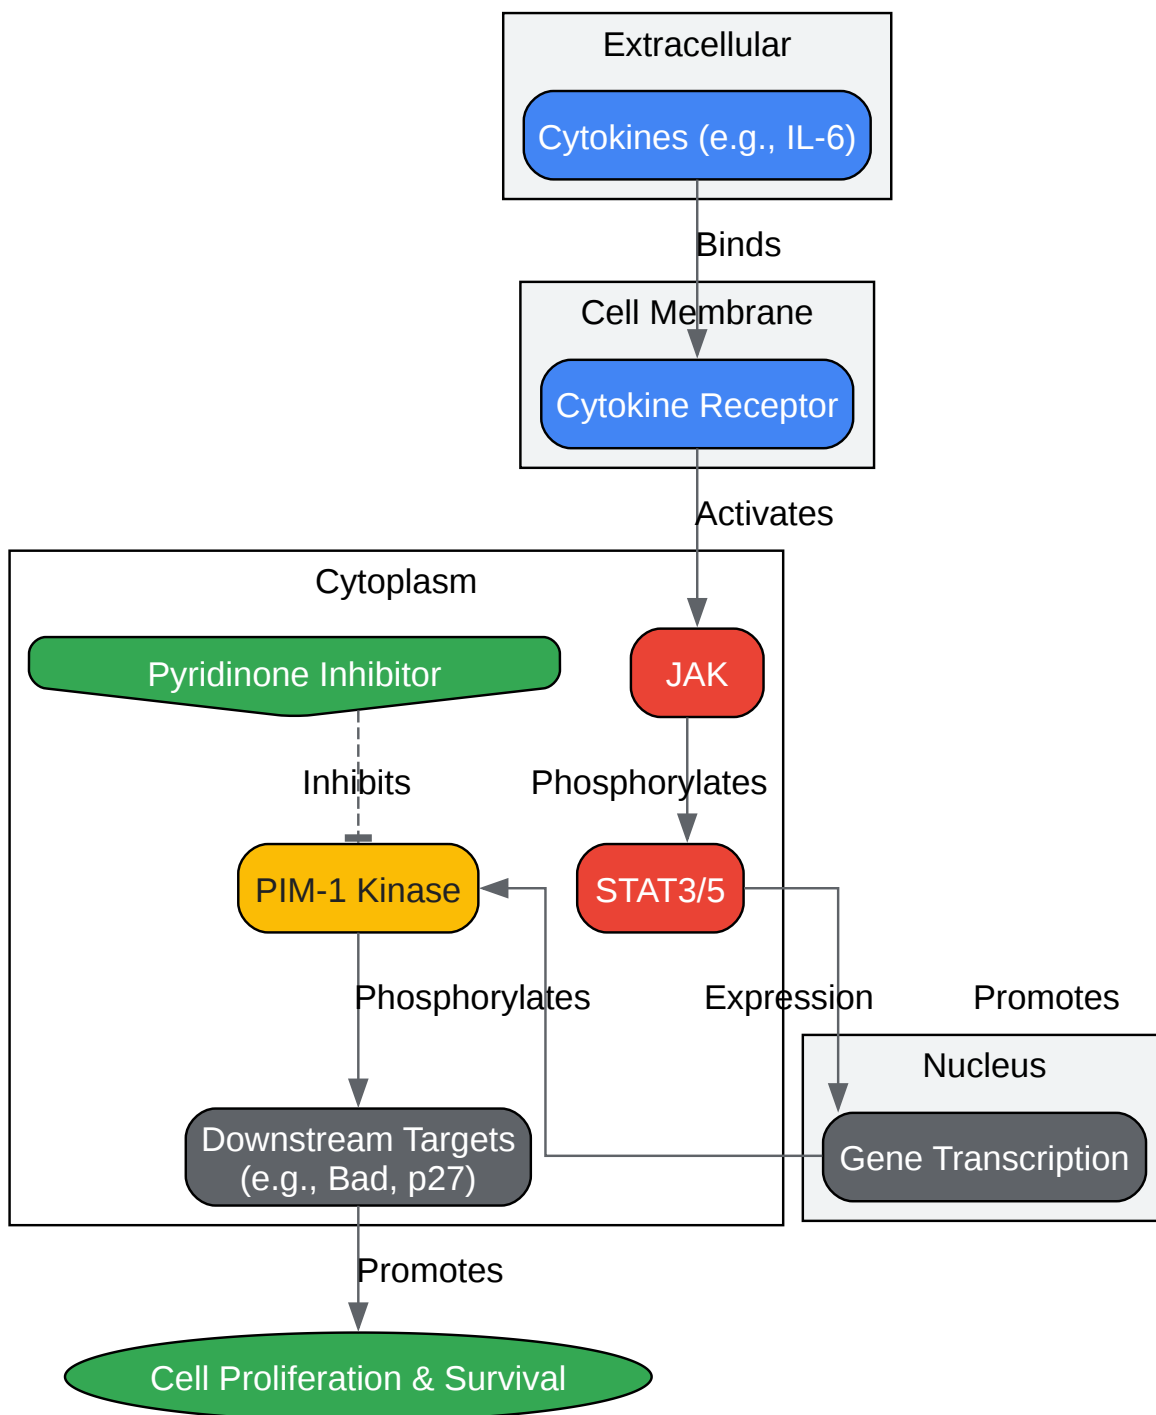 Extracellular
Cytokines (e.g., IL-6)
Binds
Cell Membrane
Cytokine Receptor
Activates
Cytoplasm
Pyridinone Inhibitor
JAK
Inhibits
Phosphorylates
PIM-1 Kinase
STAT3/5
Phosphorylates
Expression
Promotes
Nucleus
Downstream Targets
(e.g., Bad, p27)
Gene Transcription
Promotes
Cell Proliferation & Survival